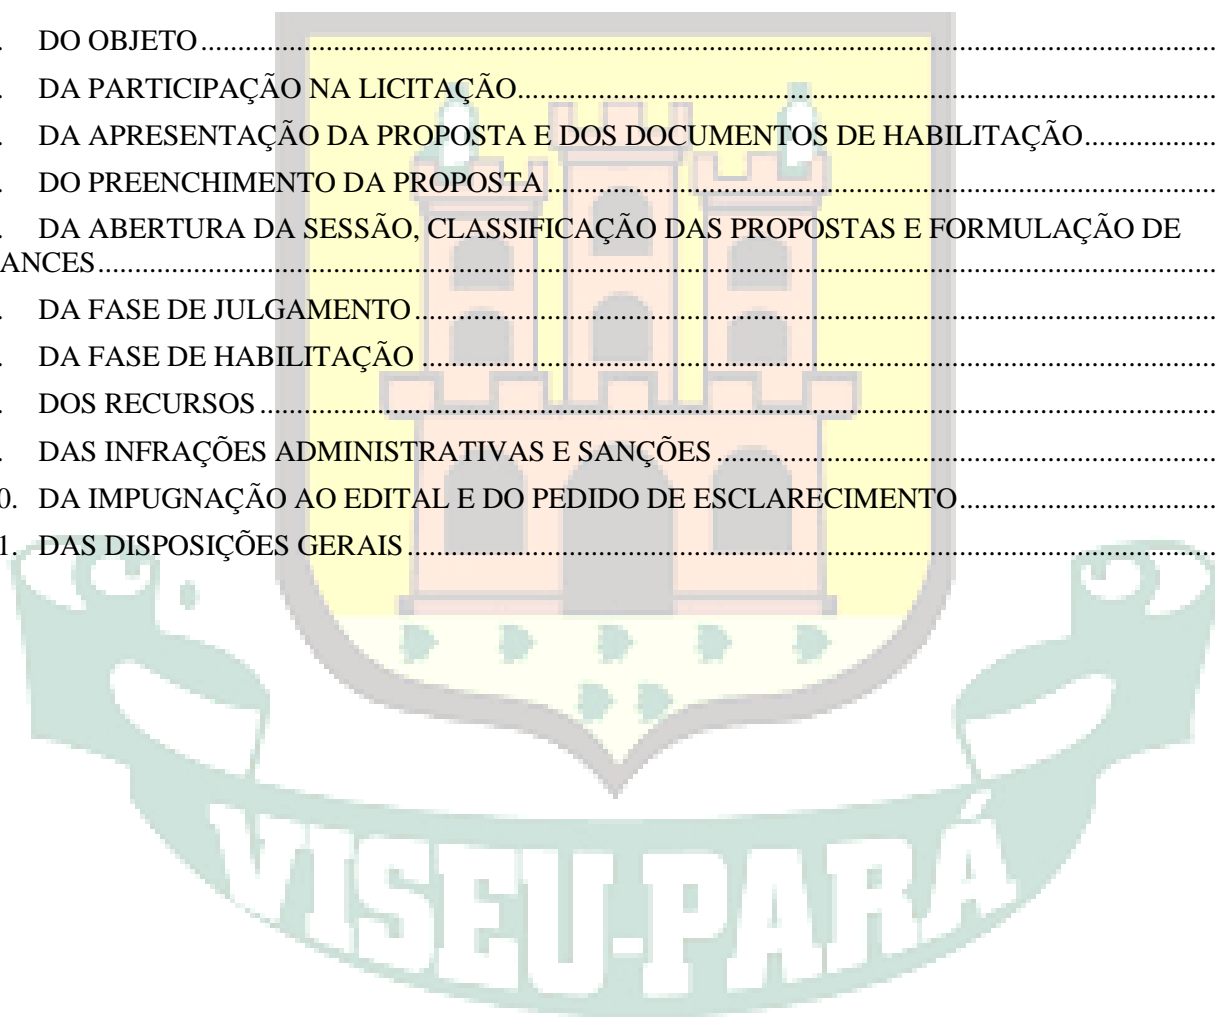 . DO OBJETO
. DA PARTICIPAÇÃO NA LICITAÇÃO
. DA APRESENTAÇÃO DA PROPOSTA E DOS DOCUMENTOS DE HABILITAÇÃO
. DO PREENCHIMENTO DA PROPOSTA
. DA ABERTURA DA SESSÃO, CLASSIFICAÇÃO DAS PROPOSTAS E FORMULAÇÃO DE
ANCES
. DA FASE DE JULGAMENTO
. DA FASE DE HABILITAÇÃO
. DOS RECURSOS
. DAS INFRAÇÕES ADMINISTRATIVAS E SANÇÕES
0. DA IMPUGNAÇÃO AO EDITAL E DO PEDIDO DE ESCLARECIMENTO
1. DAS DISPOSIÇÕES GERAIS
VISEU-PARÁ